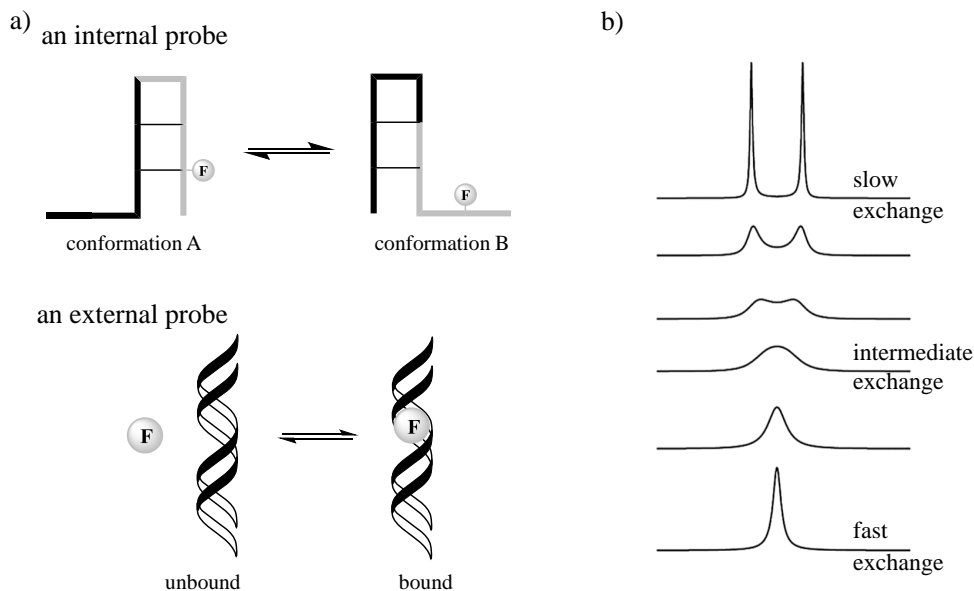 a)
an internal probe
F
conformation A
F
conformation B
an external probe
F
unbound
F
bound
b)
slow
exchange
intermediate
exchange
fast
exchange